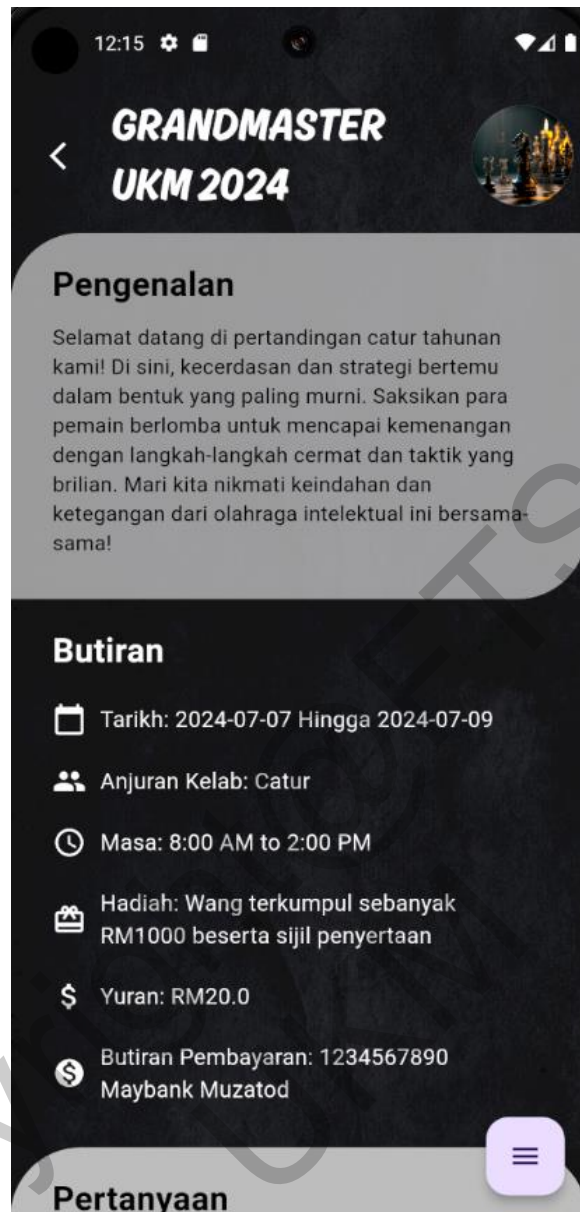 12:15
GRANDMASTER
UKM 2024
Pengenalan
Selamat datang di pertandingan catur tahunan
kami! Di sini, kecerdasan dan strategi bertemu
dalam bentuk yang paling murni. Saksikan para
pemain berlomba untuk mencapai kemenangan
dengan langkah-langkah cermat dan taktik yang
brilian. Mari kita nikmati keindahan dan
ketegangan dari olahraga intelektual ini bersama-
sama!
Butiran
Tarikh: 2024-07-07 Hingga 2024-07-09
Anjuran Kelab: Catur
Masa: 8:00 AM to 2:00 PM
Hadiah: Wang terkumpul sebanyak
RM1000 beserta sijil penyertaan
$ Yuran: RM20.0
Butiran Pembayaran: 1234567890
Maybank Muzatod
Pertanyaan